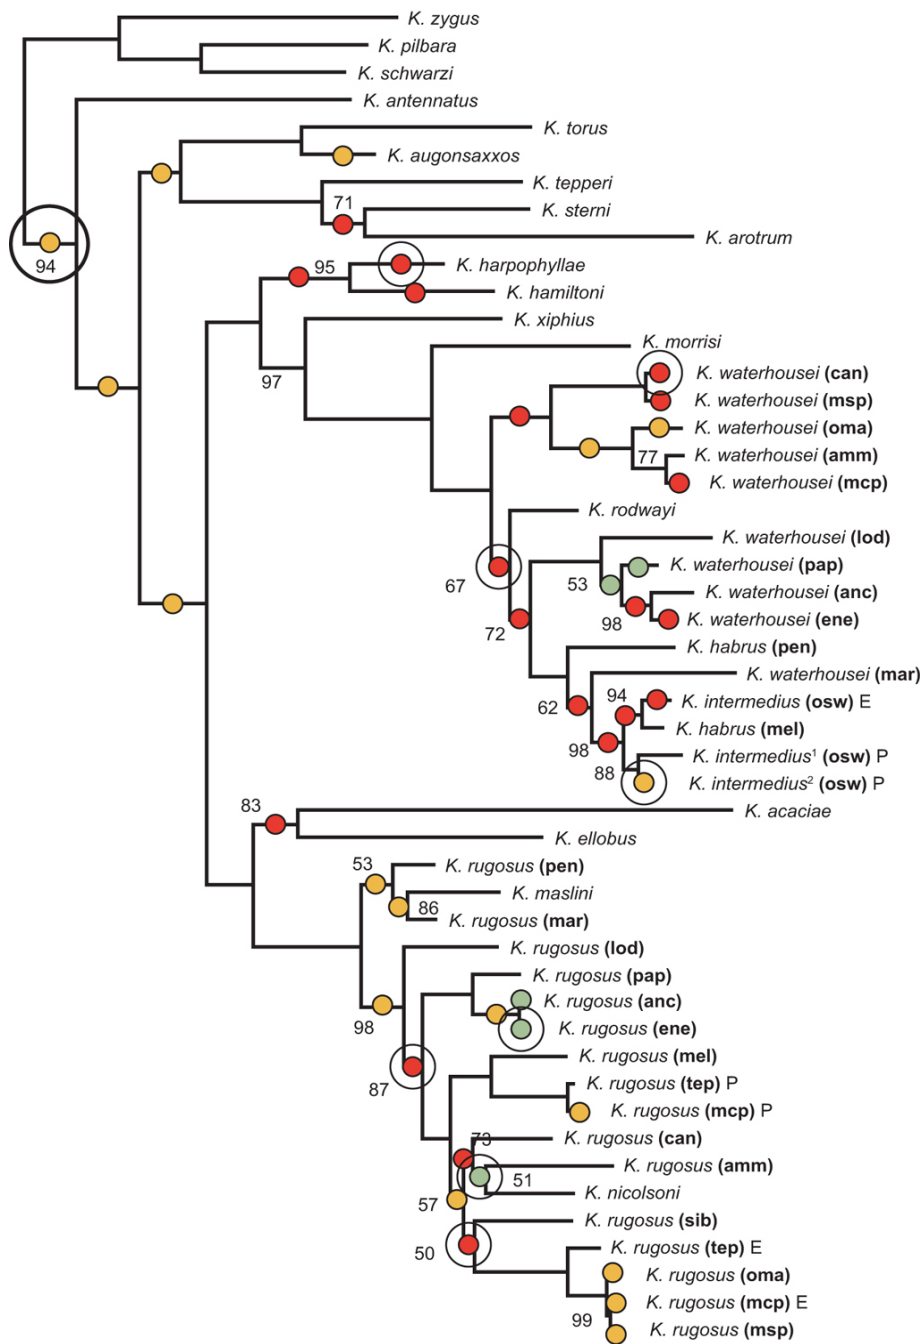 K. zygus
K. pilbara
K. schwarzi
K. antennatus
K. torus
K. augonsaxxos
K. tepperi
71
K. sterni
K. arotrum
94
95
K. harpophyllae
K. hamiltoni
K. xiphius
K. morrisi
97
K. waterhousei (can)
K. waterhousei (msp)
K. waterhousei (oma)
77
K. waterhousei (amm)
K. waterhousei (mcp)
K. rodwayi
K. waterhousei (lod)
67
53
K. waterhousei (pap)
K. waterhousei (anc)
98
K. waterhousei (ene)
72
K. habrus (pen)
K. waterhousei (mar)
94
K. intermedius (osw) E
62
K. habrus (mel)
98
K. intermedius¹ (osw) P
88
K. intermedius² (osw) P
83
K. acaciae
K. ellobus
53
K. rugosus (pen)
K. maslini
86
K. rugosus (mar)
K. rugosus (lod)
K. rugosus (pap)
K. rugosus (anc)
98
K. rugosus (ene)
K. rugosus (mel)
87
K. rugosus (tep) P
K. rugosus (mcp) P
73
K. rugosus (can)
K. rugosus (amm)
51
K. nicolsoni
57
K. rugosus (sib)
50
K. rugosus (tep) E
K. rugosus (oma)
K. rugosus (mcp) E
99
K. rugosus (msp)